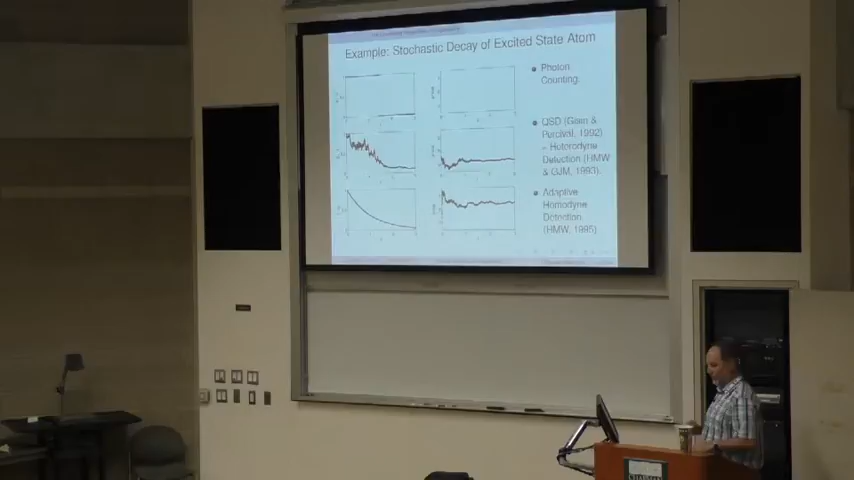 Example: Stochastic Decay of Excited State Atom
Photon
Counting.
QSD (Gisin &
Percival, 1992)
– Heterodyne
Detection (HMW
& GJM, 1993).
Adaptive
Homodyne
Detection
(HMW, 1995)